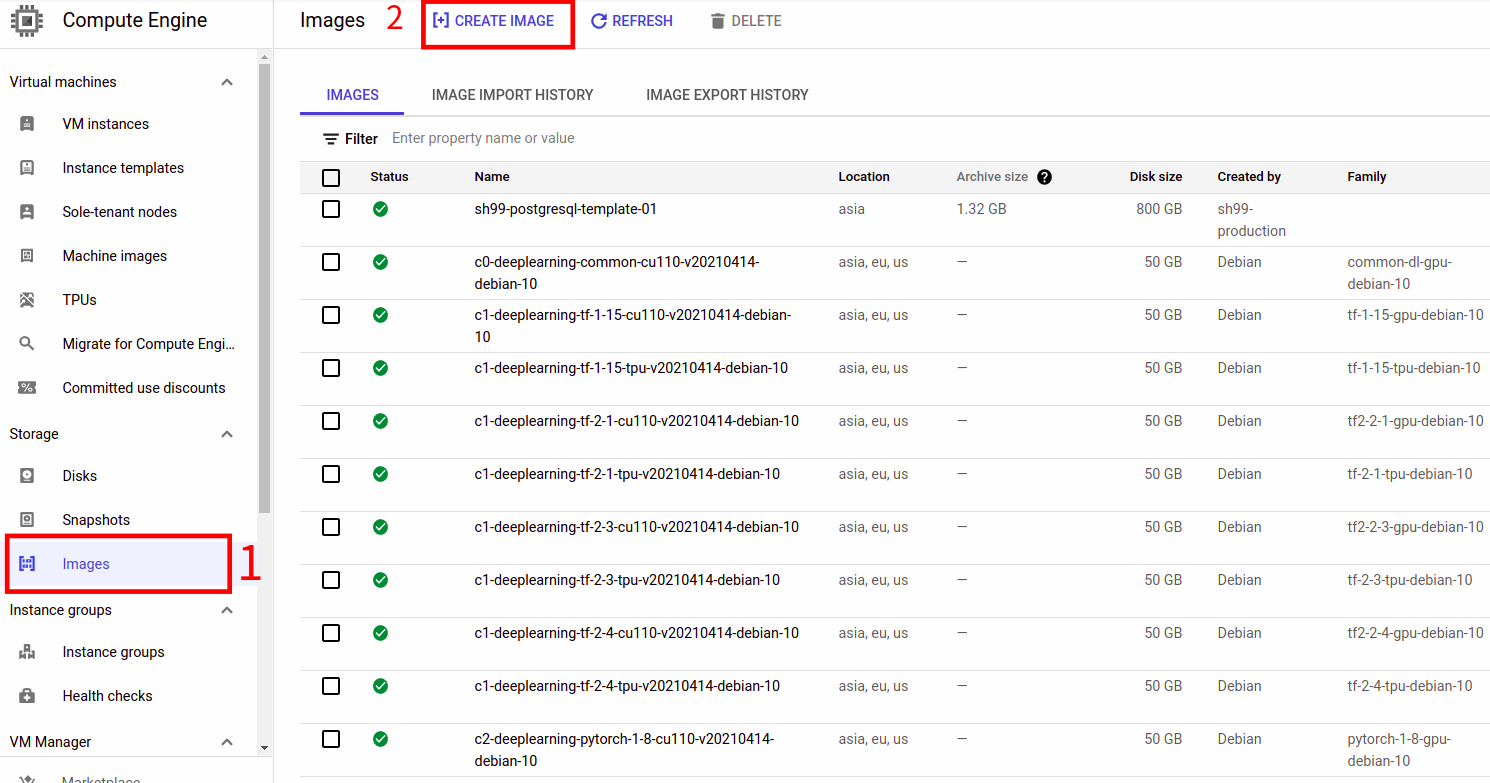 Compute Engine
Images 2 CREATE IMAGE REFRESH DELETE
Virtual machines
VM instances
Instance templates
Sole-tenant nodes
Machine images
TPUs
Migrate for Compute Engi…
Committed use discounts
Storage
Disks
Snapshots
Images 1
Instance groups
Instance groups
Health checks
VM Manager
Marketplace
IMAGES IMAGE IMPORT HISTORY IMAGE EXPORT HISTORY
Filter Enter property name or value
Status Name Location Archive size ? Disk size Created by Family
sh99-postgresql-template-01 asia 1.32 GB 800 GB sh99-
production
c0-deeplearning-common-cu110-v20210414- asia, eu, us — 50 GB Debian common-dl-gpu-
debian-10 debian-10
c1-deeplearning-tf-1-15-cu110-v20210414-debian- asia, eu, us — 50 GB Debian tf-1-15-gpu-debian-10
10
c1-deeplearning-tf-1-15-tpu-v20210414-debian-10 asia, eu, us — 50 GB Debian tf-1-15-tpu-debian-10
c1-deeplearning-tf-2-1-cu110-v20210414-debian-10 asia, eu, us — 50 GB Debian tf2-2-1-gpu-debian-10
c1-deeplearning-tf-2-1-tpu-v20210414-debian-10 asia, eu, us — 50 GB Debian tf-2-1-tpu-debian-10
c1-deeplearning-tf-2-3-cu110-v20210414-debian-10 asia, eu, us — 50 GB Debian tf2-2-3-gpu-debian-10
c1-deeplearning-tf-2-3-tpu-v20210414-debian-10 asia, eu, us — 50 GB Debian tf-2-3-tpu-debian-10
c1-deeplearning-tf-2-4-cu110-v20210414-debian-10 asia, eu, us — 50 GB Debian tf2-2-4-gpu-debian-10
c1-deeplearning-tf-2-4-tpu-v20210414-debian-10 asia, eu, us — 50 GB Debian tf-2-4-tpu-debian-10
c2-deeplearning-pytorch-1-8-cu110-v20210414- asia, eu, us — 50 GB Debian pytorch-1-8-gpu-
debian-10 debian-10